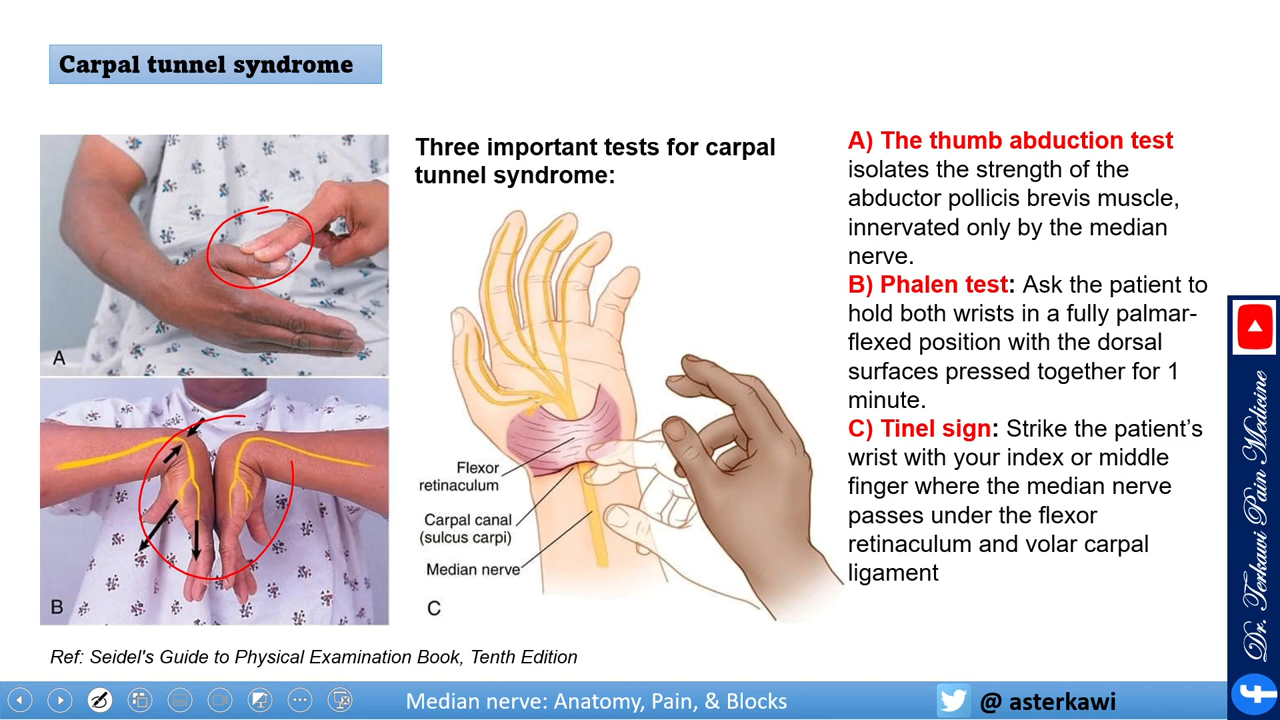 Carpal tunnel syndrome
Three important tests for carpal
tunnel syndrome:
A
B
Flexor
retinaculum
Carpal canal
(sulcus carpi)
Median nerve
C
A) The thumb abduction test
isolates the strength of the
abductor pollicis brevis muscle,
innervated only by the median
nerve.
B) Phalen test: Ask the patient to
hold both wrists in a fully palmar-
flexed position with the dorsal
surfaces pressed together for 1
minute.
C) Tinel sign: Strike the patient’s
wrist with your index or middle
finger where the median nerve
passes under the flexor
retinaculum and volar carpal
ligament
Dr. Terkawi Pain Medicine
Ref: Seidel's Guide to Physical Examination Book, Tenth Edition
Median nerve: Anatomy, Pain, & Blocks
@ asterkawi